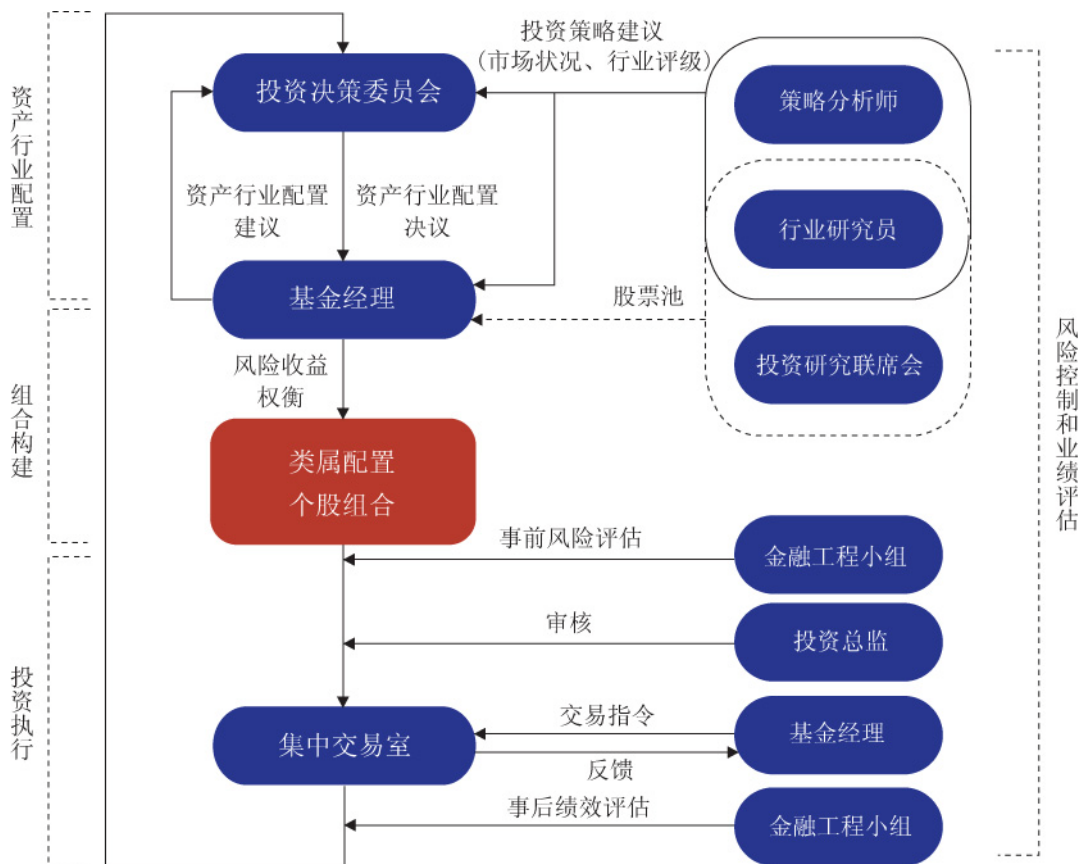 投资策略建议
(市场状况、行业评级)
投资决策委员会
策略分析师
资产行业配置
资产行业配置
建议
资产行业配置
决议
行业研究员
基金经理
股票池
投资研究联席会
风险收益
权衡
组合构建
类属配置
个股组合
风险控制和业绩评估
事前风险评估
金融工程小组
审核
投资总监
投资执行
集中交易室
交易指令
基金经理
反馈
事后绩效评估
金融工程小组